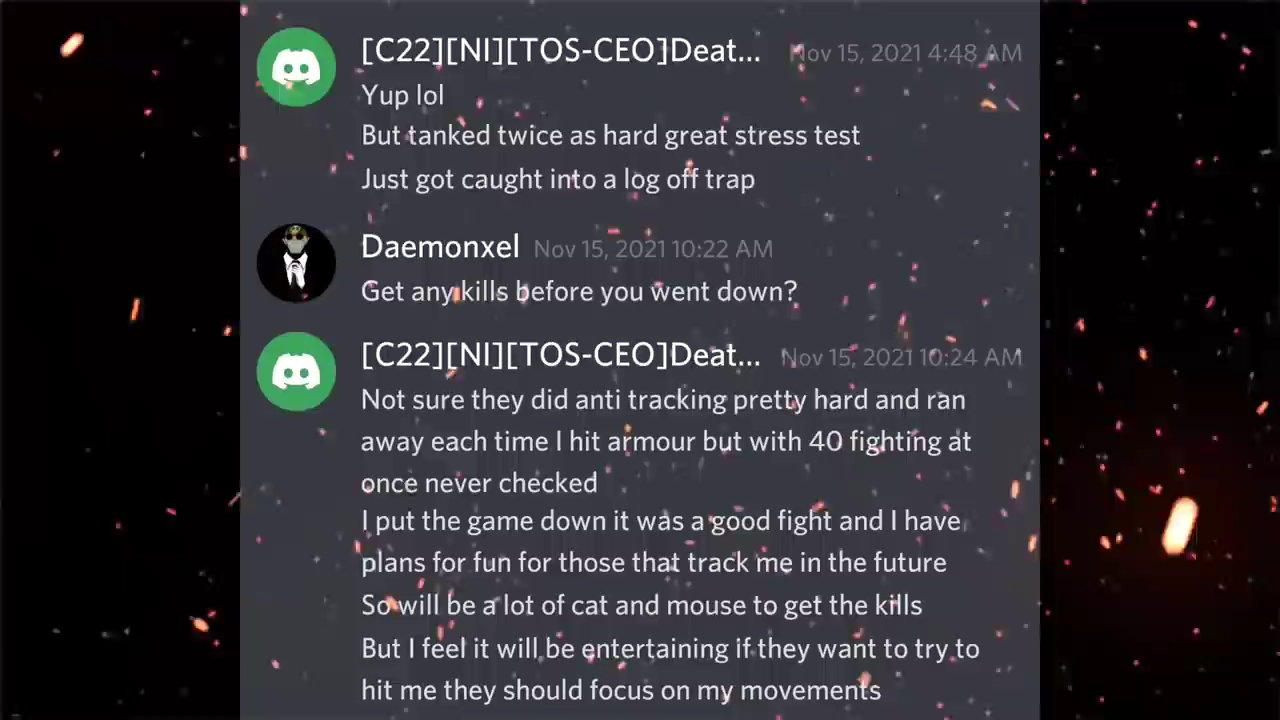 [C22][NI][TOS-CEO]Deat... Nov 15, 2021 4:48 AM
Yup lol
But tanked twice as hard great stress test
Just got caught into a log off trap
Daemonxel Nov 15, 2021 10:22 AM
Get any kills before you went down?
[C22][NI][TOS-CEO]Deat... Nov 15, 2021 10:24 AM
Not sure they did anti tracking pretty hard and ran
away each time I hit armour but with 40 fighting at
once never checked
I put the game down it was a good fight and I have
plans for fun for those that track me in the future
So will be a lot of cat and mouse to get the kills
But I feel it will be entertaining if they want to try to
hit me they should focus on my movements